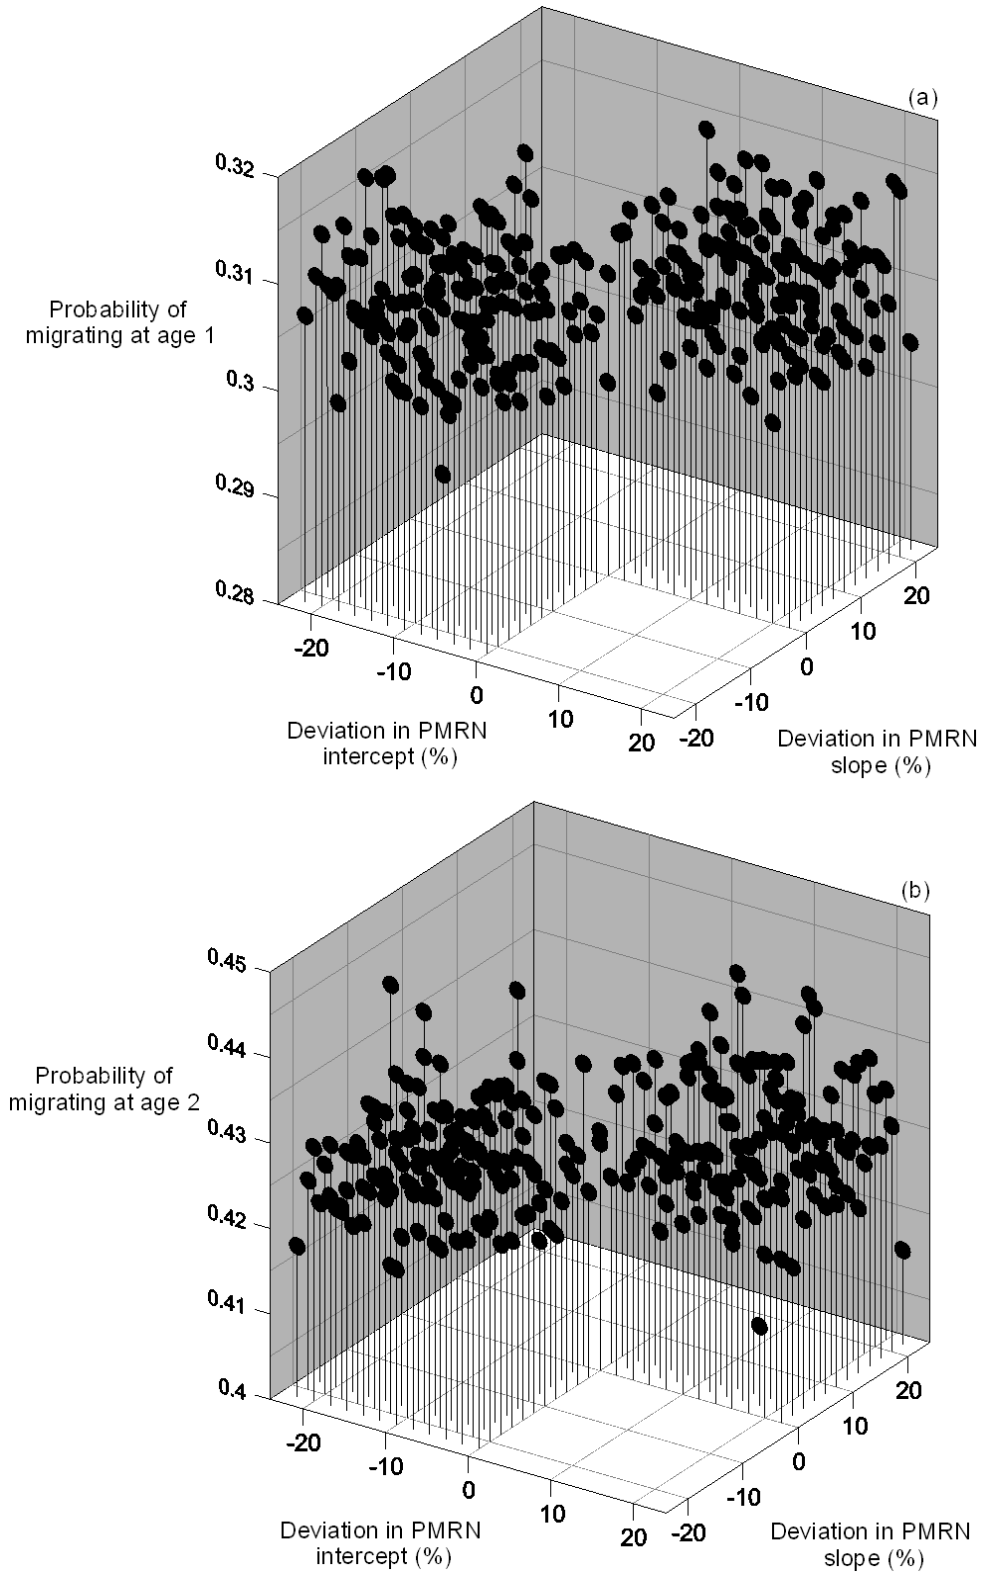 (a)
0.32
0.31
0.3
0.29
0.28
Probability of
migrating at age 1
-20
-10
0
10
20
Deviation in PMRN
intercept (%)
-20
-10
0
10
20
Deviation in PMRN
slope (%)
(b)
0.45
0.44
0.43
0.42
0.41
0.4
Probability of
migrating at age 2
-20
-10
0
10
20
Deviation in PMRN
intercept (%)
-20
-10
0
10
20
Deviation in PMRN
slope (%)